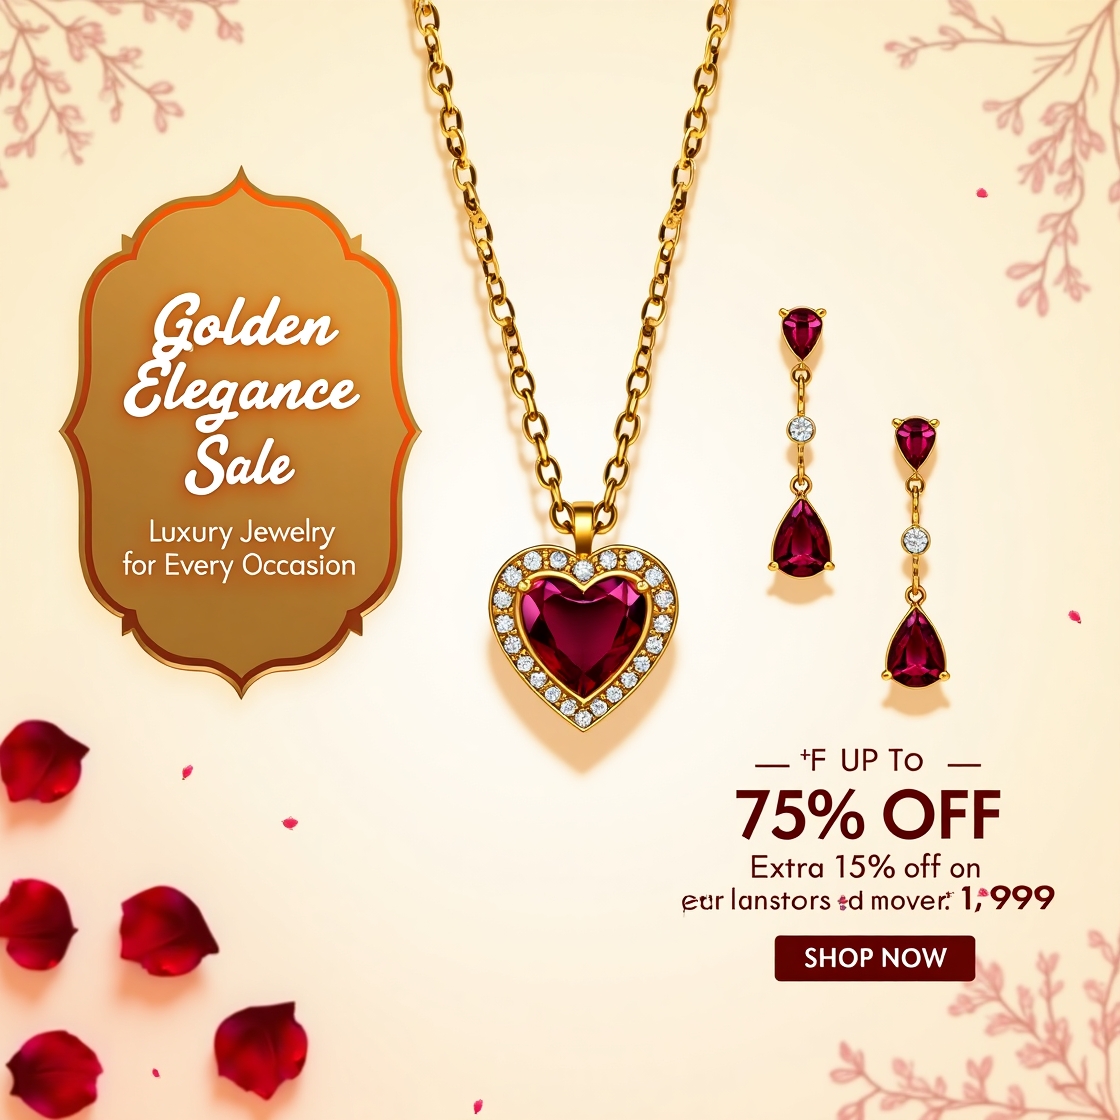 Golden
Elegance
Sale
Luxury Jewelry
for Every Occasion
UP To
75% OFF
Extra 15% off on
1,999
SHOP NOW